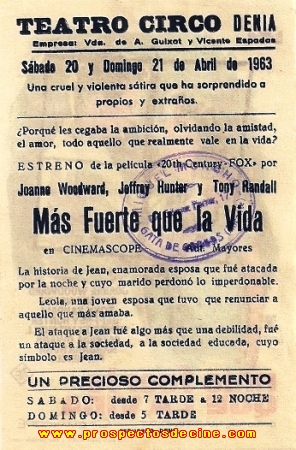 TEATRO CIRCO DENIA
Empresa: Vda. de A. Guixot y Vicente Espadas
Sábado 20 y Domingo 21 de Abril de 1963
Una cruel y violenta sátira que ha sorprendido a
propios y extraños.
¿Porqué les cegaba la ambición, olvidando la amistad,
el amor, todo aquello que realmente vale en la vida?
ESTRENO de la película «20th Century-FOX» por
Joanne Woodward, Jeffrey Hunter y Tony Randall
Más Fuerte que la Vida
en CINEMASCOPE Aut. Mayores
GATA DE GORGOS
La historia de Jean, enamorada esposa que fué atacada
por la noche y cuyo marido perdonó lo imperdonable.
Leola, una joven esposa que tuvo que renunciar a
aquello que más amaba.
El ataque a Jean fué algo más que una debilidad, fué
un ataque a la sociedad, a la sociedad educada, cuyo
símbolo es Jean.
UN PRECIOSO COMPLEMENTO
SABADO: desde 7 TARDE a 12 NOCHE
DOMINGO: desde 5 TARDE
www.prospectosdecine.com